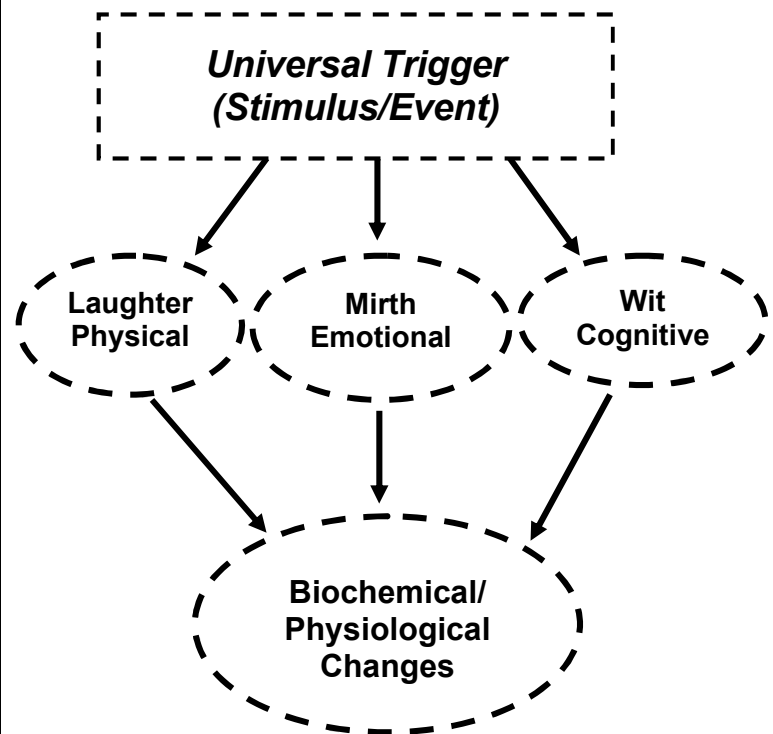 Universal Trigger
(Stimulus/Event)
Laughter
Physical
Mirth
Emotional
Wit
Cognitive
Biochemical/
Physiological
Changes